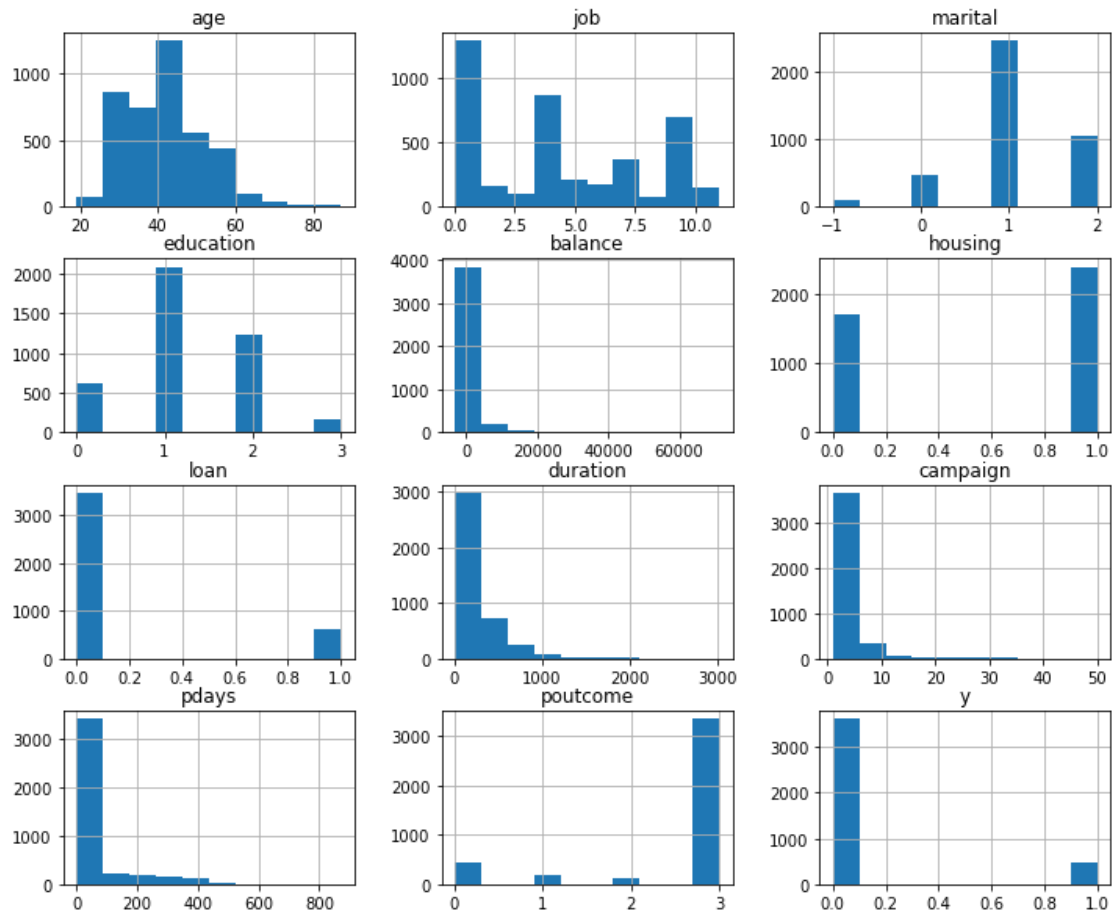 age job marital
1000
500
0
20 40 60 80
1000
500
0
0.0 2.5 5.0 7.5 10.0
2000
1000
0
−1 0 1 2
education balance housing
2000
1500
1000
500
0
0 1 2 3
4000
3000
2000
1000
0
0 20000 40000 60000
2000
1000
0
0.0 0.2 0.4 0.6 0.8 1.0
loan duration campaign
3000
2000
1000
0
0.0 0.2 0.4 0.6 0.8 1.0
3000
2000
1000
0
0 1000 2000 3000
3000
2000
1000
0
0 10 20 30 40 50
pdays poutcome y
3000
2000
1000
0
0 200 400 600 800
3000
2000
1000
0
0 1 2 3
3000
2000
1000
0
0.0 0.2 0.4 0.6 0.8 1.0